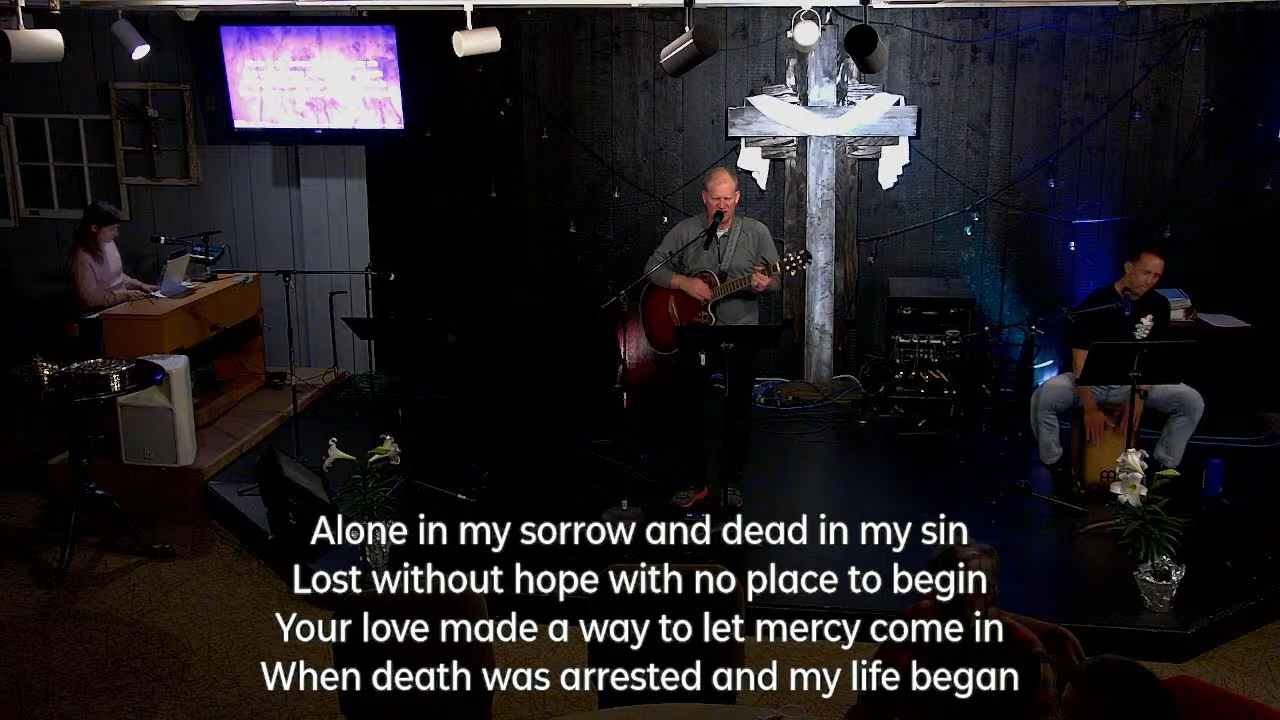 Alone in my sorrow and dead in my sin
Lost without hope with no place to begin
Your love made a way to let mercy come in
When death was arrested and my life began